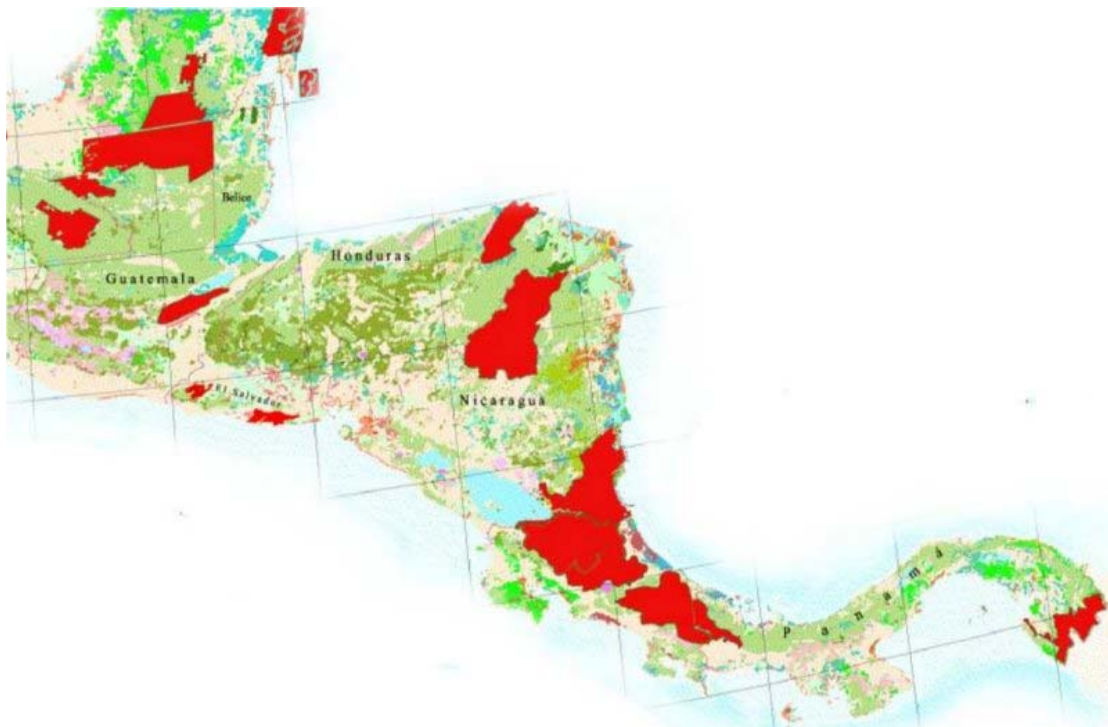 Belice
Honduras
Guatemala
El Salvador
Nicaragua
Panamá